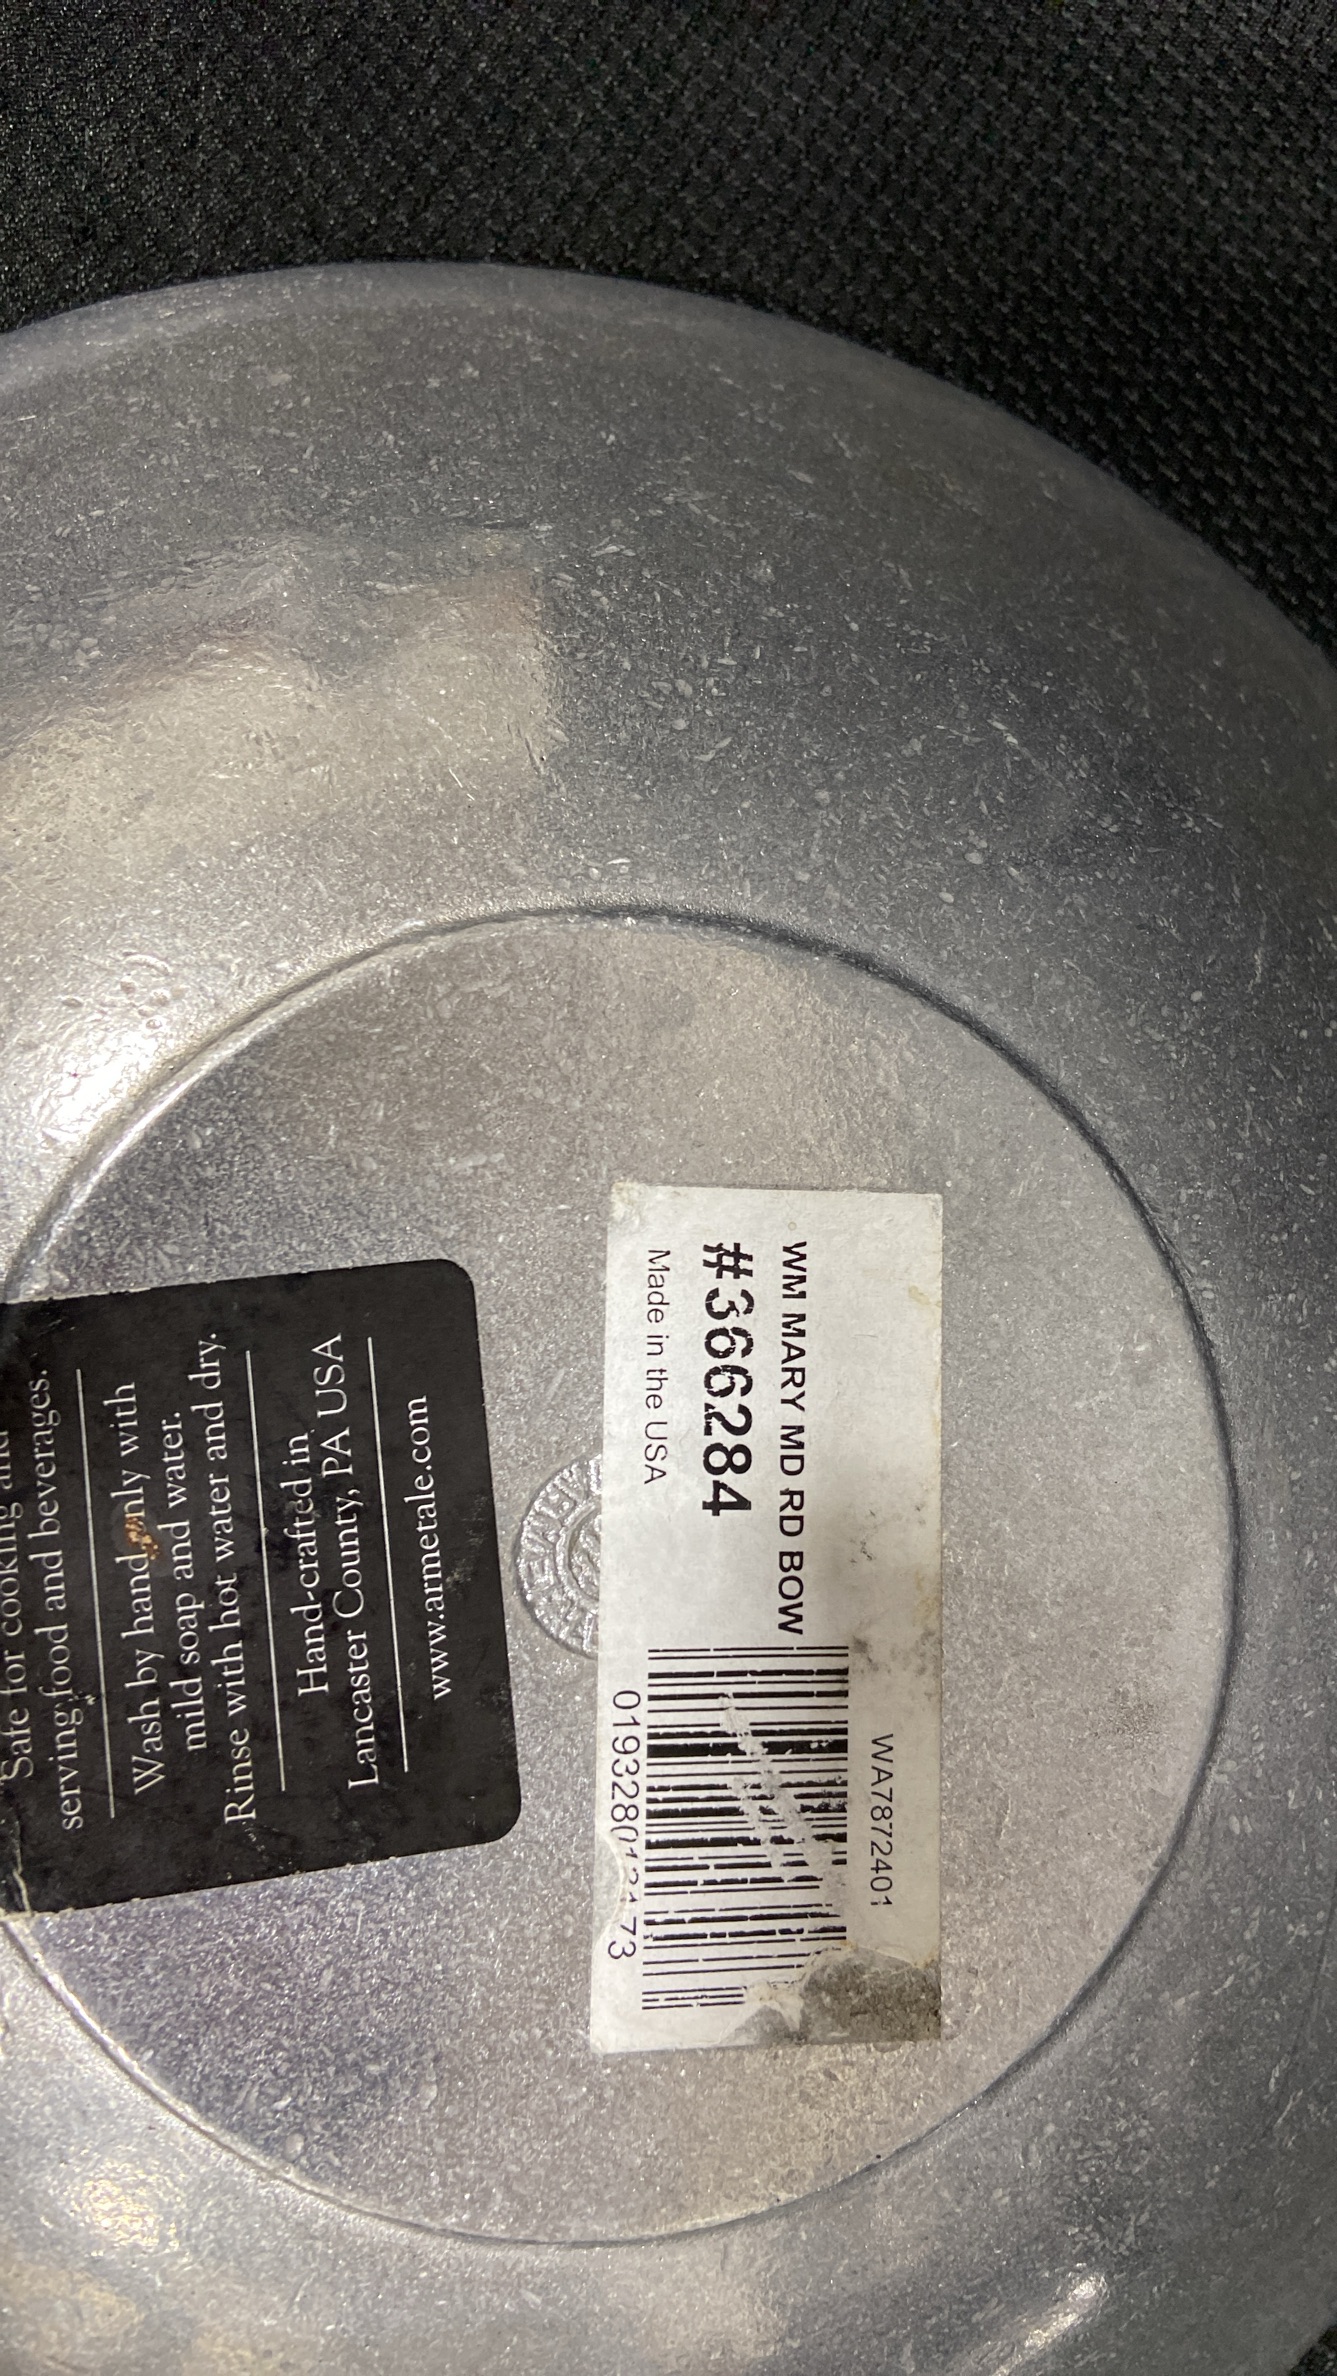 WM MARY MD RD BOW
#366284
Made in the USA
WA7872401
Safe for cooking and
serving food and beverages.
Wash by hand only with
mild soap and water.
Rinse with hot water and dry.
Hand-crafted in
Lancaster County, PA USA
www.armetale.com